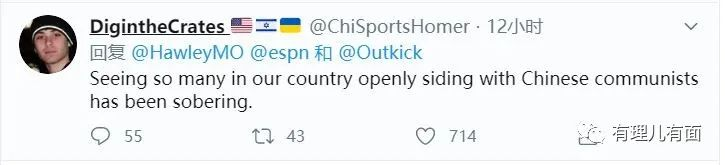 DigintheCrates 🇺🇸 🇮🇱 🇺🇦 @ChiSportsHomer · 12小时
回复 @HawleyMO @espn 和 @Outkick
Seeing so many in our country openly siding with Chinese communists
has been sobering.
55 43 714
有理儿有面